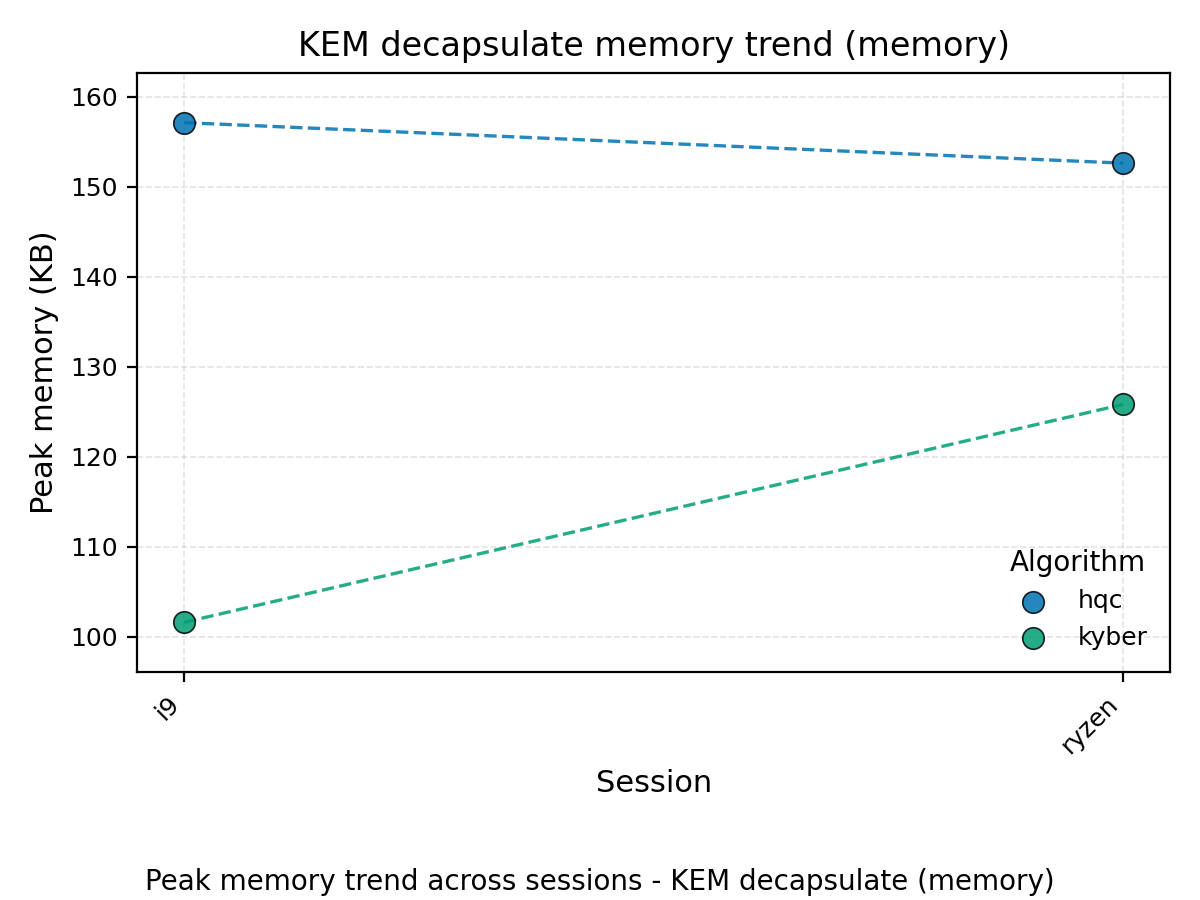 KEM decapsulate memory trend (memory)
Peak memory (KB)
160
150
140
130
120
110
100
Algorithm
hqc
kyber
i9
ryzen
Session
Peak memory trend across sessions - KEM decapsulate (memory)